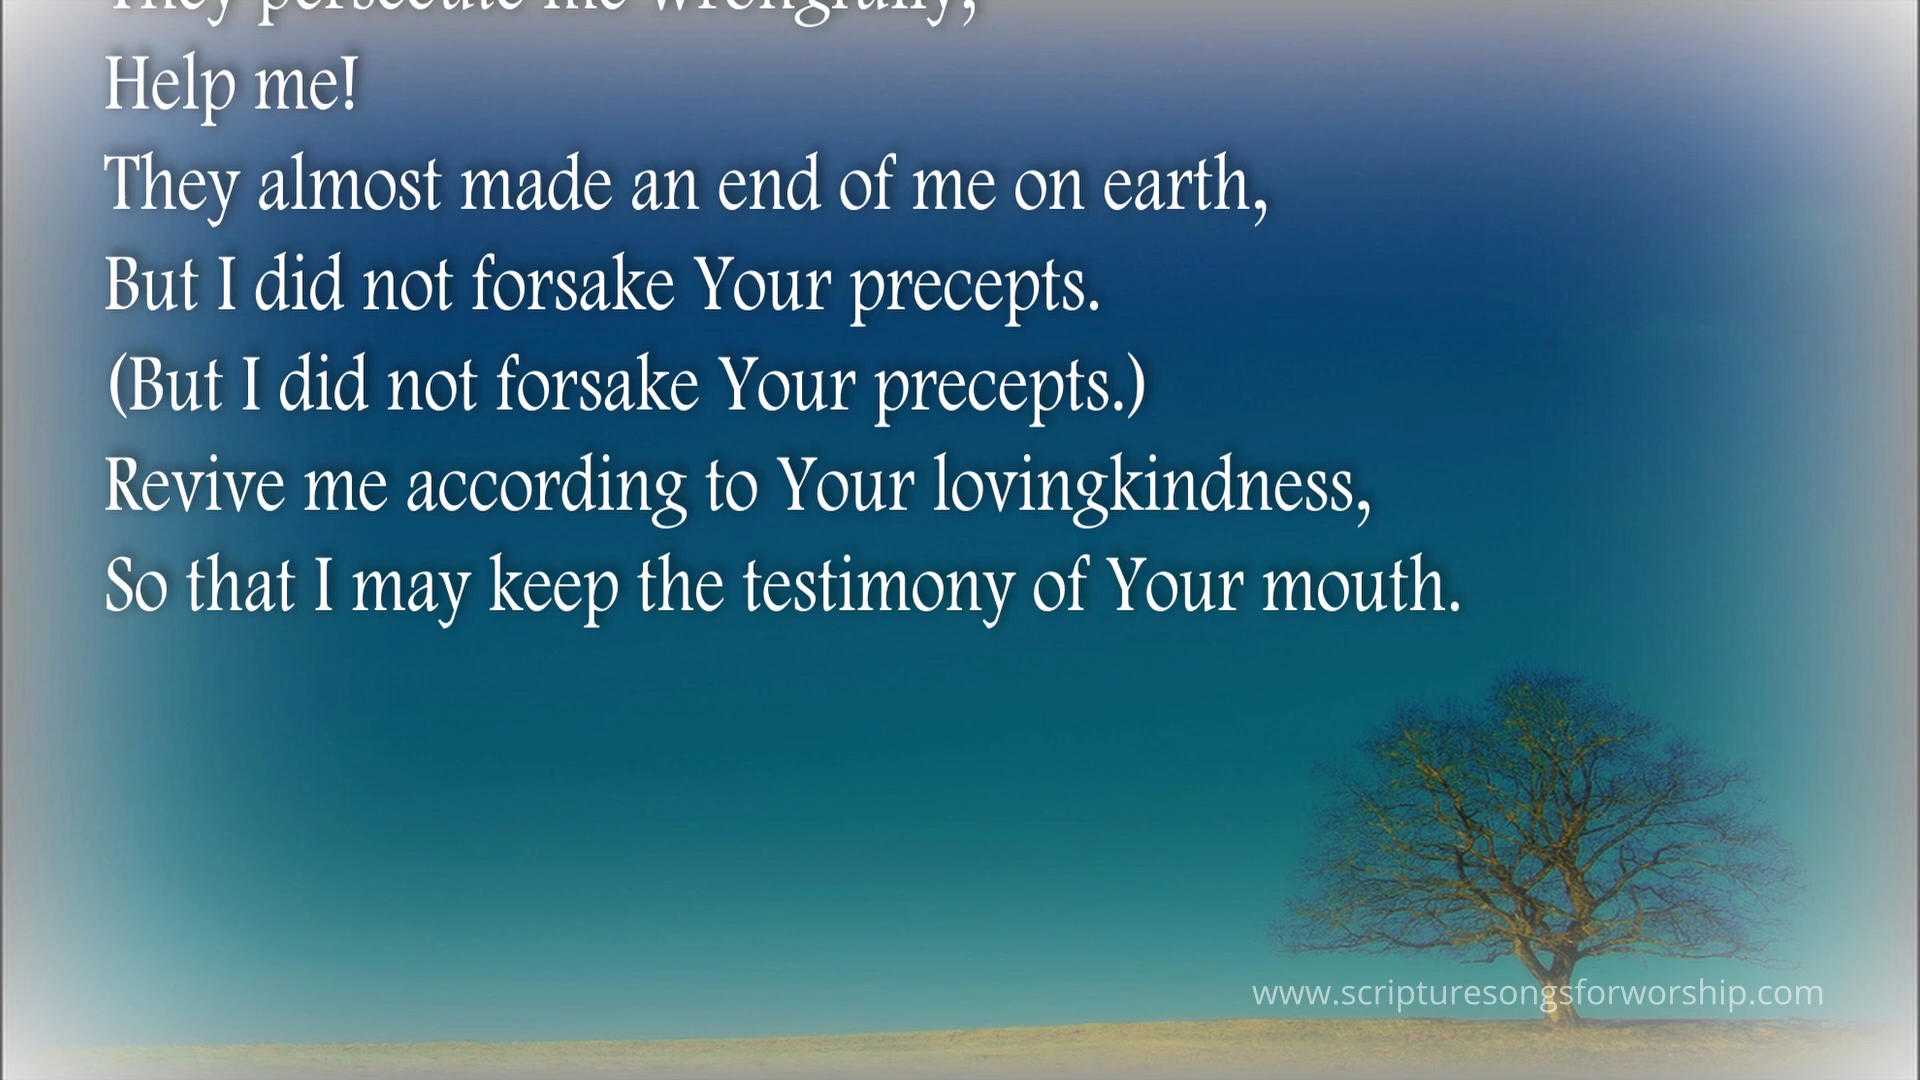 They persecute me wrongfully,
Help me!
They almost made an end of me on earth,
But I did not forsake Your precepts.
(But I did not forsake Your precepts.)
Revive me according to Your lovingkindness,
So that I may keep the testimony of Your mouth.
www.scripturesongsforworship.com